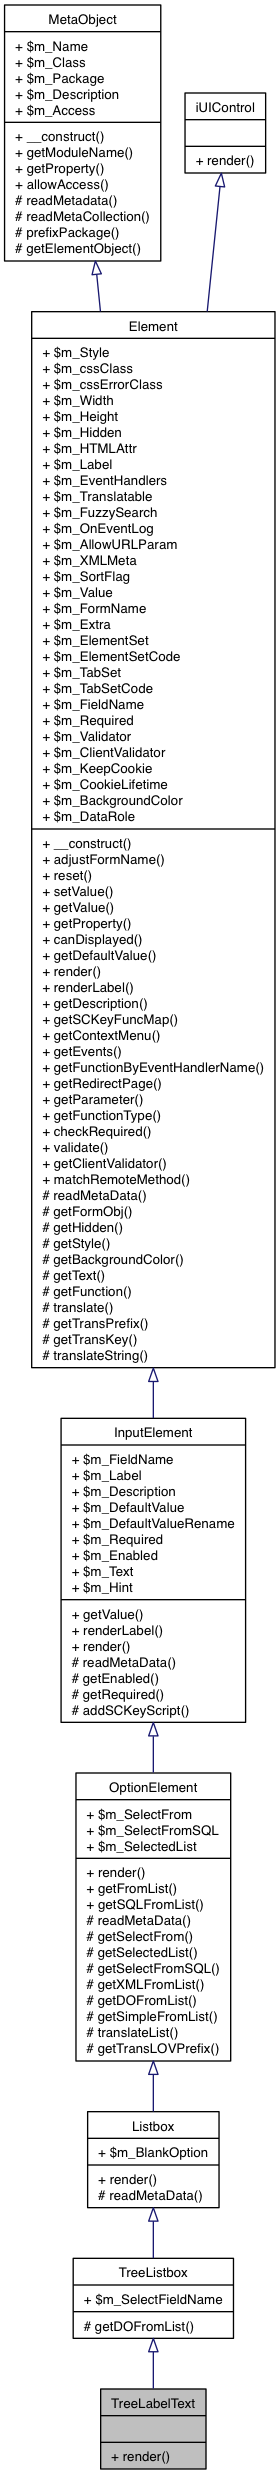 MetaObject
+ $m_Name
+ $m_Class
+ $m_Package
+ $m_Description
+ $m_Access
+ __construct()
+ getModuleName()
+ getProperty()
+ allowAccess()
# readMetadata()
# readMetaCollection()
# prefixPackage()
# getElementObject()
iUIControl
+ render()
Element
+ $m_Style
+ $m_cssClass
+ $m_cssErrorClass
+ $m_Width
+ $m_Height
+ $m_Hidden
+ $m_HTMLAttr
+ $m_Label
+ $m_EventHandlers
+ $m_Translatable
+ $m_FuzzySearch
+ $m_OnEventLog
+ $m_AllowURLParam
+ $m_XMLMeta
+ $m_SortFlag
+ $m_Value
+ $m_FormName
+ $m_Extra
+ $m_ElementSet
+ $m_ElementSetCode
+ $m_TabSet
+ $m_TabSetCode
+ $m_FieldName
+ $m_Required
+ $m_Validator
+ $m_ClientValidator
+ $m_KeepCookie
+ $m_CookieLifetime
+ $m_BackgroundColor
+ $m_DataRole
+ __construct()
+ adjustFormName()
+ reset()
+ setValue()
+ getValue()
+ getProperty()
+ canDisplayed()
+ getDefaultValue()
+ render()
+ renderLabel()
+ getDescription()
+ getSCKeyFuncMap()
+ getContextMenu()
+ getEvents()
+ getFunctionByEventHandlerName()
+ getRedirectPage()
+ getParameter()
+ getFunctionType()
+ checkRequired()
+ validate()
+ getClientValidator()
+ matchRemoteMethod()
# readMetaData()
# getFormObj()
# getHidden()
# getStyle()
# getBackgroundColor()
# getText()
# getFunction()
# translate()
# getTransPrefix()
# getTransKey()
# translateString()
InputElement
+ $m_FieldName
+ $m_Label
+ $m_Description
+ $m_DefaultValue
+ $m_DefaultValueRename
+ $m_Required
+ $m_Enabled
+ $m_Text
+ $m_Hint
+ getValue()
+ renderLabel()
+ render()
# readMetaData()
# getEnabled()
# getRequired()
# addSCKeyScript()
OptionElement
+ $m_SelectFrom
+ $m_SelectFromSQL
+ $m_SelectedList
+ render()
+ getFromList()
+ getSQLFromList()
# readMetaData()
# getSelectFrom()
# getSelectedList()
# getSelectFromSQL()
# getXMLFromList()
# getDOFromList()
# getSimpleFromList()
# translateList()
# getTransLOVPrefix()
Listbox
+ $m_BlankOption
+ render()
# readMetaData()
TreeListbox
+ $m_SelectFieldName
# getDOFromList()
TreeLabelText
+ render()